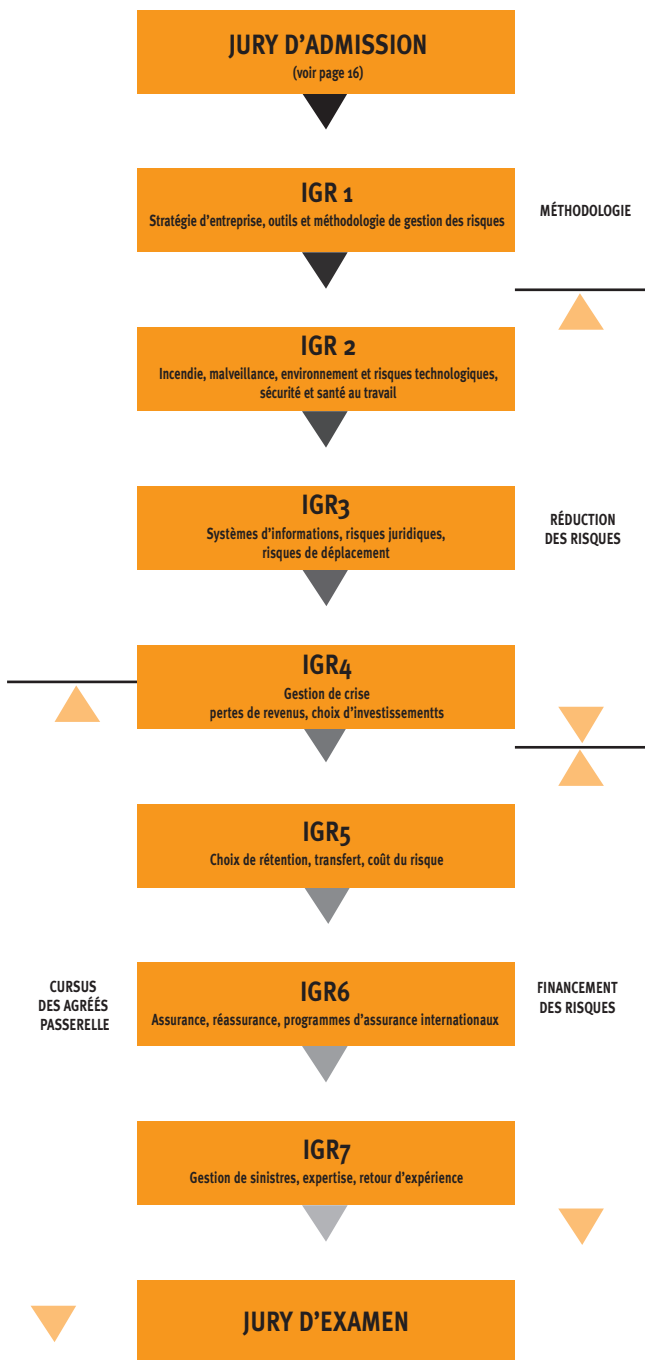 JURY D'ADMISSION
(voir page 16)
IGR 1
Stratégie d'entreprise, outils et méthodologie de gestion des risques
MÉTHODOLOGIE
IGR 2
Incendie, malveillance, environnement et risques technologiques,
sécurité et santé au travail
IGR3
Systèmes d'informations, risques juridiques,
risques de déplacement
RÉDUCTION
DES RISQUES
IGR4
Gestion de crise
pertes de revenus, choix d'investissementts
IGR5
Choix de rétention, transfert, coût du risque
CURSUS
DES AGRÉÉS
PASSERELLE
IGR6
Assurance, réassurance, programmes d'assurance internationaux
FINANCEMENT
DES RISQUES
IGR7
Gestion de sinistres, expertise, retour d'expérience
JURY D'EXAMEN